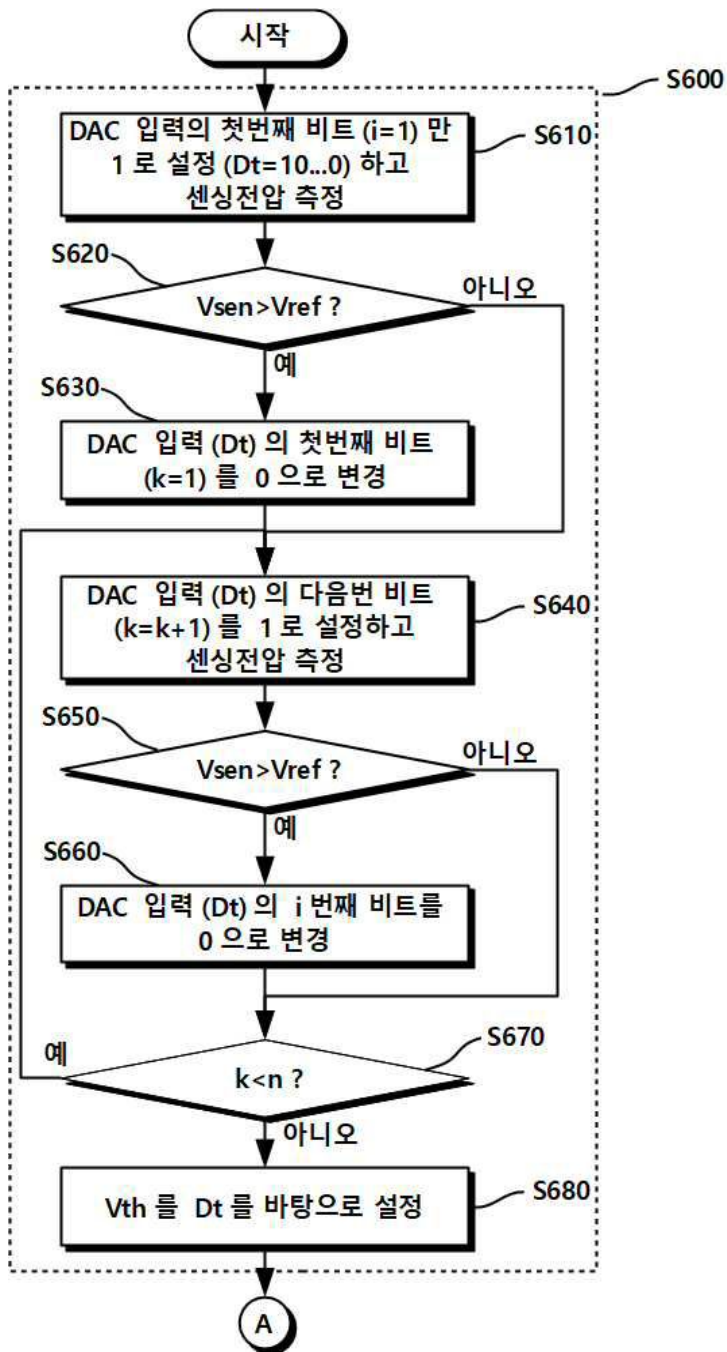 시작
S600
DAC 입력의 첫번째 비트 (i=1) 만
1 로 설정 (Dt=10...0) 하고
센싱전압 측정
S610
S620
Vsen>Vref ?
아니오
예
S630
DAC 입력 (Dt) 의 첫번째 비트
(k=1) 를 0 으로 변경
DAC 입력 (Dt) 의 다음번 비트
(k=k+1) 를 1 로 설정하고
센싱전압 측정
S640
S650
Vsen>Vref ?
아니오
예
S660
DAC 입력 (Dt) 의 i 번째 비트를
0 으로 변경
S670
예
k<n ?
아니오
Vth 를 Dt 를 바탕으로 설정
S680
A